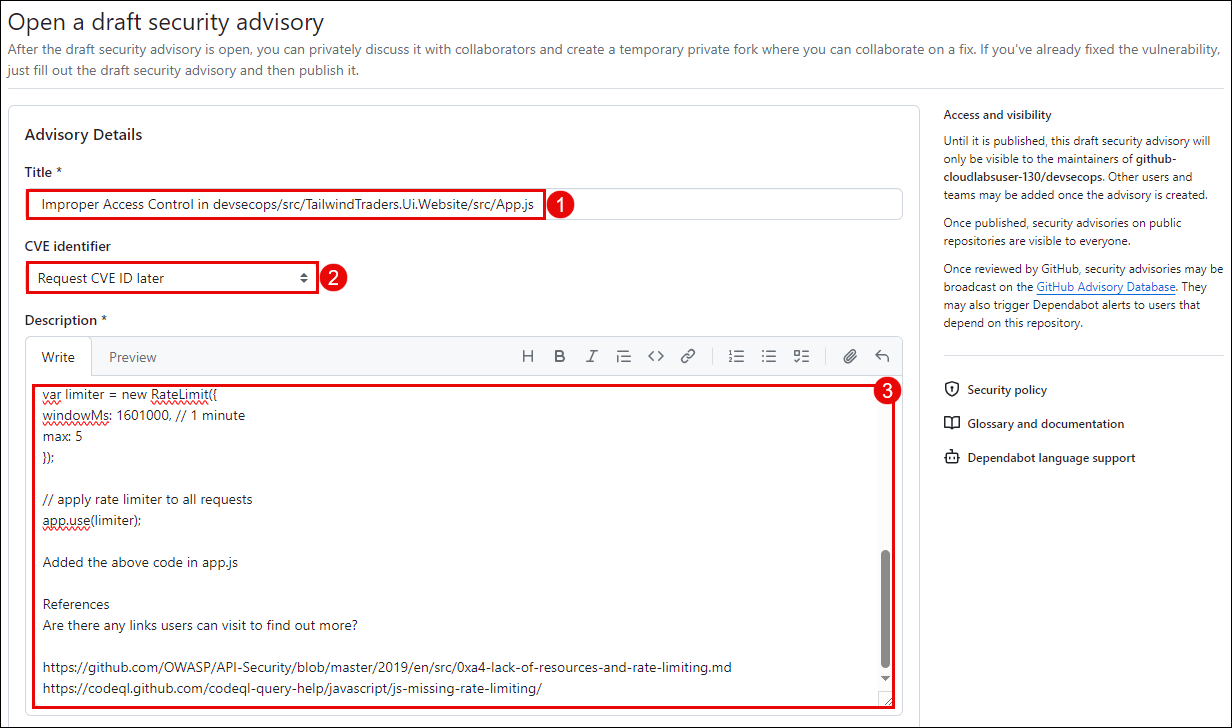 Open a draft security advisory
After the draft security advisory is open, you can privately discuss it with collaborators and create a temporary private fork where you can collaborate on a fix. If you've already fixed the vulnerability,
just fill out the draft security advisory and then publish it.
Advisory Details
Title *
Improper Access Control in devsecops/src/TailwindTraders.Ui.Website/src/App.js
1
CVE identifier
Request CVE ID later
2
Description *
Write Preview
3
var limiter = new RateLimit({
windowMs: 1601000, // 1 minute
max: 5
});
// apply rate limiter to all requests
app.use(limiter);
Added the above code in app.js
References
Are there any links users can visit to find out more?
https://github.com/OWASP/API-Security/blob/master/2019/en/src/0xa4-lack-of-resources-and-rate-limiting.md
https://codeql.github.com/codeql-query-help/javascript/js-missing-rate-limiting/
Access and visibility
Until it is published, this draft security advisory will
only be visible to the maintainers of github-
cloudlabsuser-130/devsecops. Other users and
teams may be added once the advisory is created.
Once published, security advisories on public
repositories are visible to everyone.
Once reviewed by GitHub, security advisories may be
broadcast on the GitHub Advisory Database. They
may also trigger Dependabot alerts to users that
depend on this repository.
Security policy
Glossary and documentation
Dependabot language support